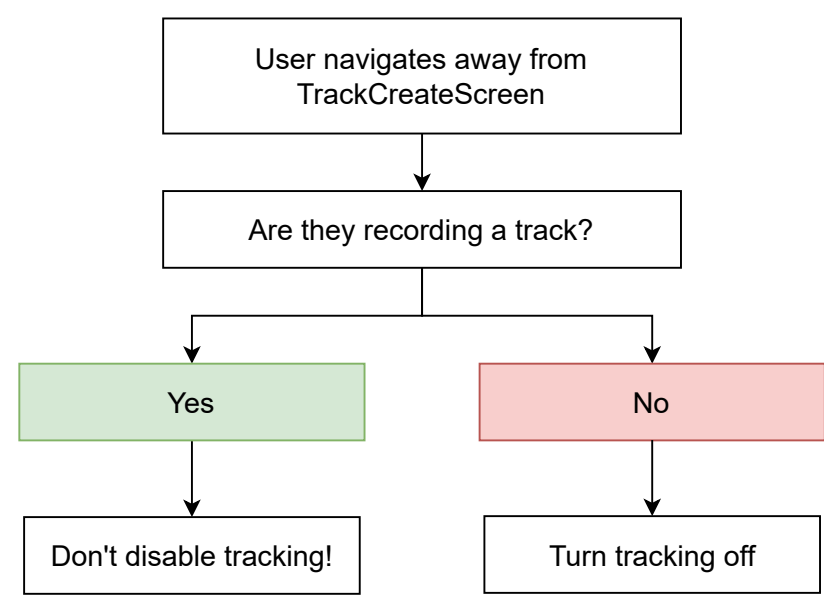 User navigates away from
TrackCreateScreen
Are they recording a track?
Yes
No
Don't disable tracking!
Turn tracking off